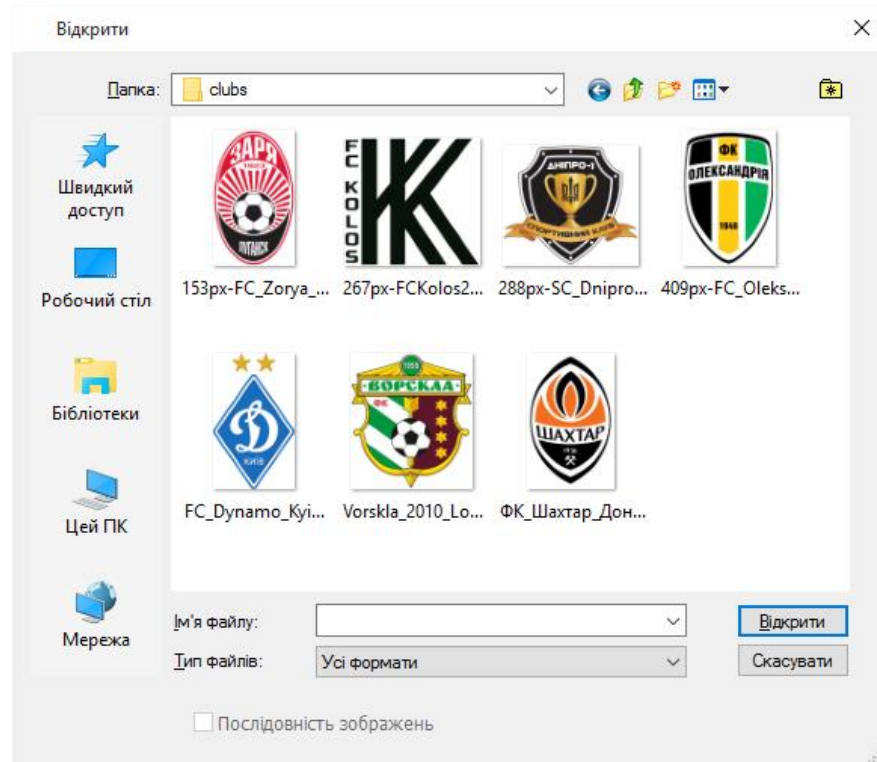 Відкрити
Папка:
clubs
Швидкий
доступ
Робочий стіл
Бібліотеки
Цей ПК
Мережа
ЗАРЯ
ЛУГАНСК
FC KOLOS
ДНІПРО-1
СПОРТИВНИЙ КЛУБ
ФК
ОЛЕКСАНДРІЯ
1948
153px-FC_Zorya_...
267px-FCKolos2...
288px-SC_Dnipro...
409px-FC_Oleks...
Д
КИЇВ
1955
ВОРСКЛА
ФК
ШАХТАР
1936
FC_Dynamo_Kyi...
Vorskla_2010_Lo...
ФК_Шахтар_Дон...
Ім'я файлу:
Відкрити
Тип файлів:
Усі формати
Скасувати
Послідовність зображень